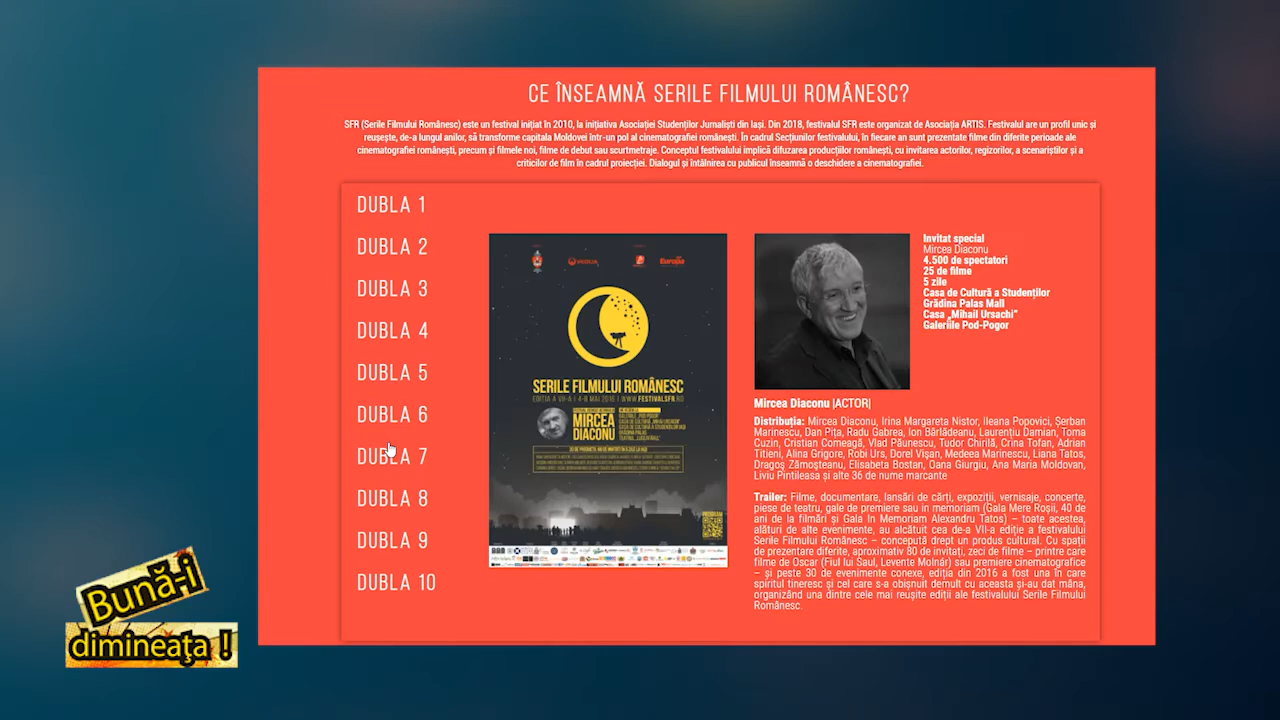 CE ÎNSEAMNĂ SERILE FILMULUI ROMÂNESC?
SFR (Serile Filmului Românesc) este un festival inițiat în 2010, la inițiativa Asociației Studenților Jurnaliști din Iași. Din 2018, festivalul SFR este organizat de Asociația ARTIS. Festivalul are un profil unic și
reușește, de-a lungul anilor, să transforme capitala Moldovei într-un pol al cinematografiei românești. În cadrul Secțiunilor festivalului, în fiecare an sunt prezentate filme din diferite perioade ale
cinematografiei românești, precum și filmele noi, filme de debut sau scurtmetraje. Conceptul festivalului implică difuzarea producțiilor românești, cu invitarea actorilor, regizorilor, a scenariștilor și a
criticilor de film în cadrul proiecției. Dialogul și întâlnirea cu publicul înseamnă o deschidere a cinematografiei.
DUBLA 1
DUBLA 2
DUBLA 3
DUBLA 4
DUBLA 5
DUBLA 6
DUBLA 7
DUBLA 8
DUBLA 9
DUBLA 10
VEOLIA
Europa
SERILE FILMULUI ROMÂNESC
EDIȚIA A VII-A | 4-8 MAI 2016 | WWW.FESTIVALSFR.RO
MIRCEA
DIACONU
PROGRAM
Invitat special
Mircea Diaconu
4.500 de spectatori
25 de filme
5 zile
Casa de Cultură a Studenților
Grădina Palas Mall
Casa „Mihail Ursachi”
Galeriile Pod-Pogor
Mircea Diaconu |ACTOR|
Distribuția: Mircea Diaconu, Irina Margareta Nistor, Ileana Popovici, Șerban
Marinescu, Dan Pița, Radu Gabrea, Ion Bârlădeanu, Laurențiu Damian, Toma
Cuzin, Cristian Comeagă, Vlad Păunescu, Tudor Chirilă, Crina Tofan, Adrian
Titieni, Alina Grigore, Robi Urs, Dorel Vișan, Medeea Marinescu, Liana Tatos,
Dragoș Zămoșteanu, Elisabeta Bostan, Oana Giurgiu, Ana Maria Moldovan,
Liviu Pintileasa și alte 36 de nume marcante
Trailer: Filme, documentare, lansări de cărți, expoziții, vernisaje, concerte,
piese de teatru, gale de premiere sau in memoriam (Gala Mere Roșii, 40 de
ani de la filmări și Gala In Memoriam Alexandru Tatos) – toate acestea,
alături de alte evenimente, au alcătuit cea de-a VII-a ediție a festivalului
Serile Filmului Românesc – concepută drept un produs cultural. Cu spații
de prezentare diferite, aproximativ 80 de invitați, zeci de filme – printre care
filme de Oscar (Fiul lui Saul, Levente Molnár) sau premiere cinematografice
– și peste 30 de evenimente conexe, ediția din 2016 a fost una în care
spiritul tineresc și cel care s-a obișnuit demult cu aceasta și-au dat mâna,
organizând una dintre cele mai reușite ediții ale festivalului Serile Filmului
Românesc.
Bună-i
dimineaţa !